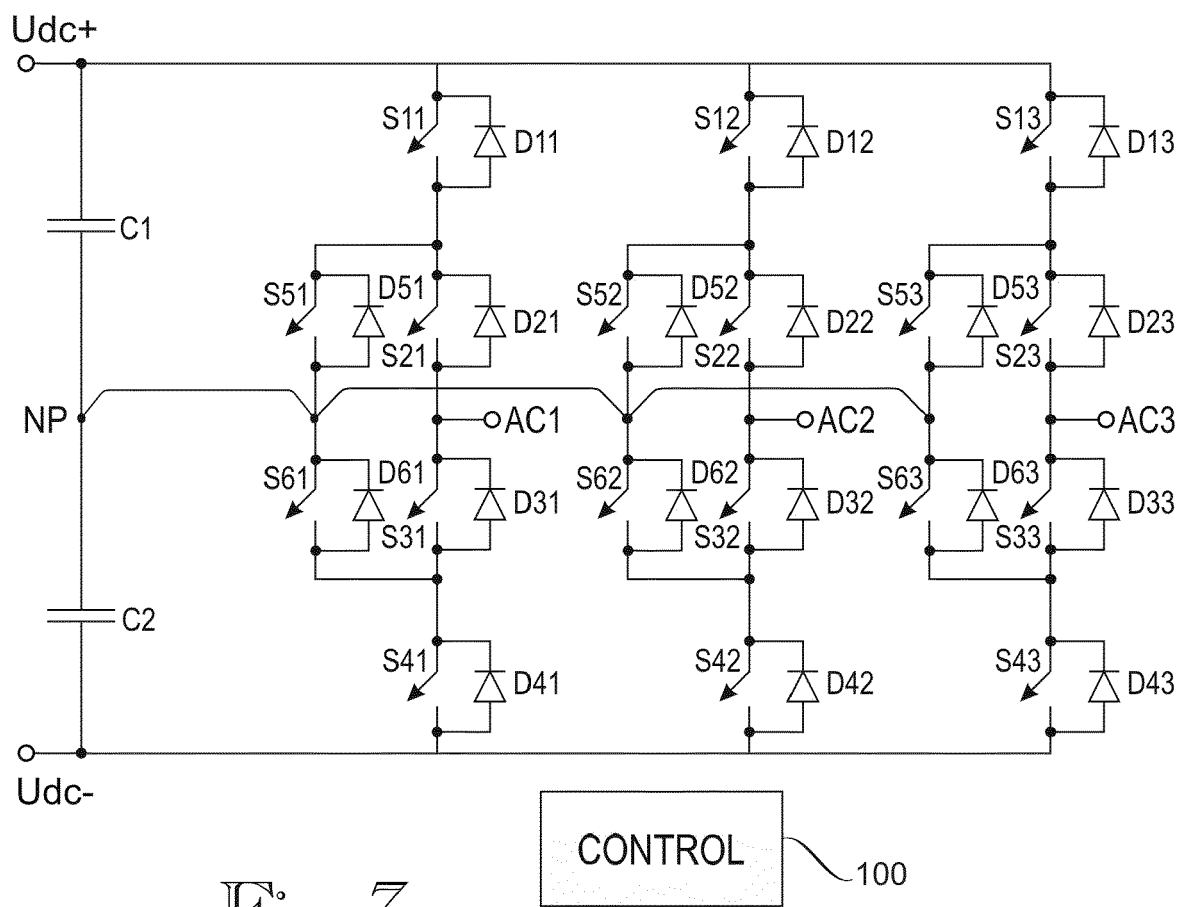 Udc+
S11 D11 S12 D12 S13 D13
C1
S51 D51 S52 D52 S53 D53
D21 D22 D23
S21 S22 S23
NP AC1 AC2 AC3
S61 D61 S62 D62 S63 D63
D31 D32 D33
S31 S32 S33
C2
S41 D41 S42 D42 S43 D43
Udc-
CONTROL
100